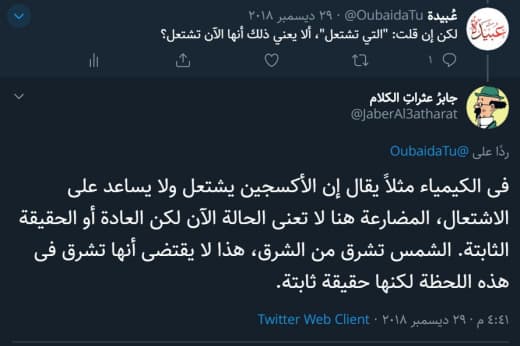 عُبيدة @OubaidaTu · ٢٩ ديسمبر ٢٠١٨
لكن إن قلت: "التي تشتعل"، ألا يعني ذلك أنها الآن تشتعل؟
١
عُبَيْدَة
جابرُ عثراتِ الكلام
@JaberAl3atharat
ردًا على @OubaidaTu
فى الكيمياء مثلاً يقال إن الأكسجين يشتعل ولا يساعد على
الاشتعال، المضارعة هنا لا تعنى الحالة الآن لكن العادة أو الحقيقة
الثابتة. الشمس تشرق من الشرق، هذا لا يقتضى أنها تشرق فى
هذه اللحظة لكنها حقيقة ثابتة.
٤:٤١ م · ٢٩ ديسمبر ٢٠١٨ · Twitter Web Client